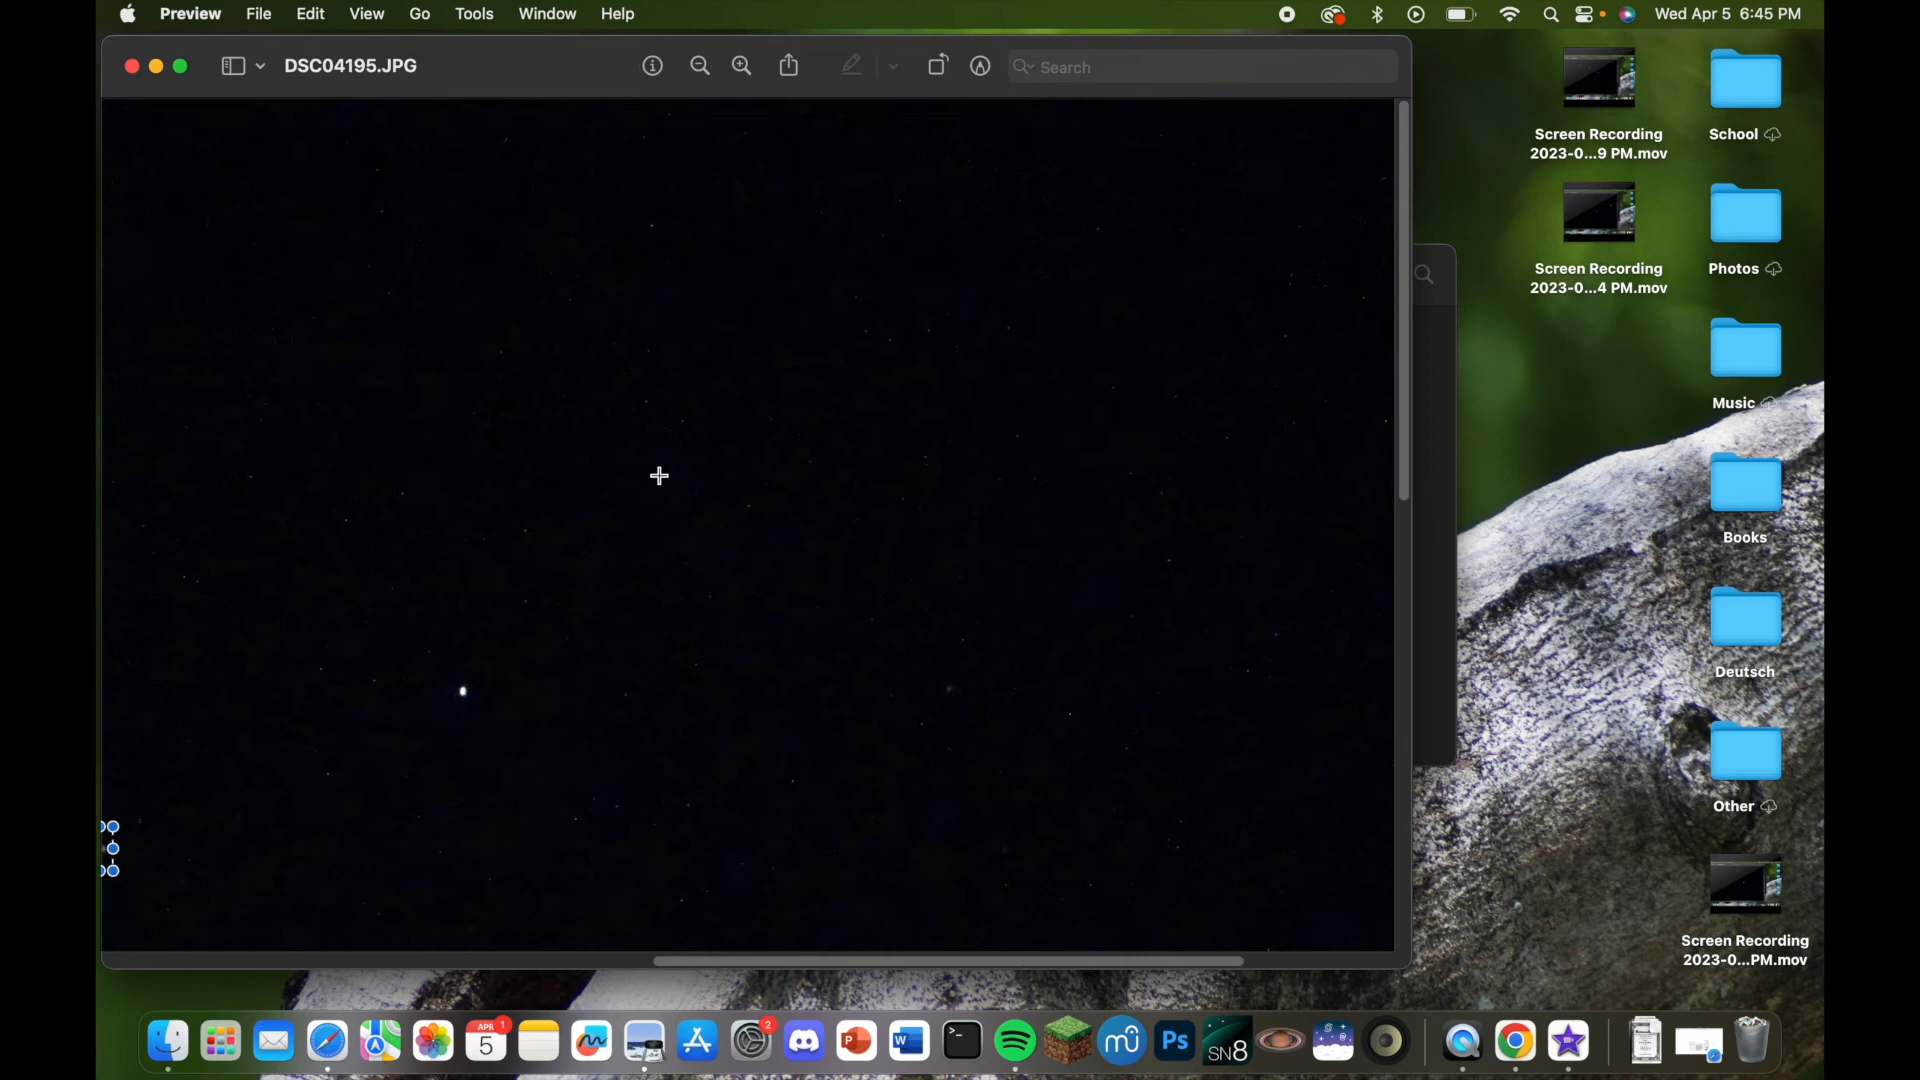 Preview File Edit View Go Tools Window Help
Wed Apr 5 6:45 PM
DSC04195.JPG
Search
Screen Recording
2023-0...9 PM.mov
School
Screen Recording
2023-0...4 PM.mov
Photos
Music
Books
Deutsch
Other
Screen Recording
2023-0...PM.mov
APR 1
5
2
P
W
>_
Ps
SN8